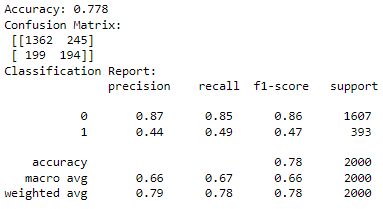 Accuracy: 0.778
Confusion Matrix:
[[1362 245]
[ 199 194]]
Classification Report:
precision recall f1-score support
0 0.87 0.85 0.86 1607
1 0.44 0.49 0.47 393
accuracy 0.78 2000
macro avg 0.66 0.67 0.66 2000
weighted avg 0.79 0.78 0.78 2000